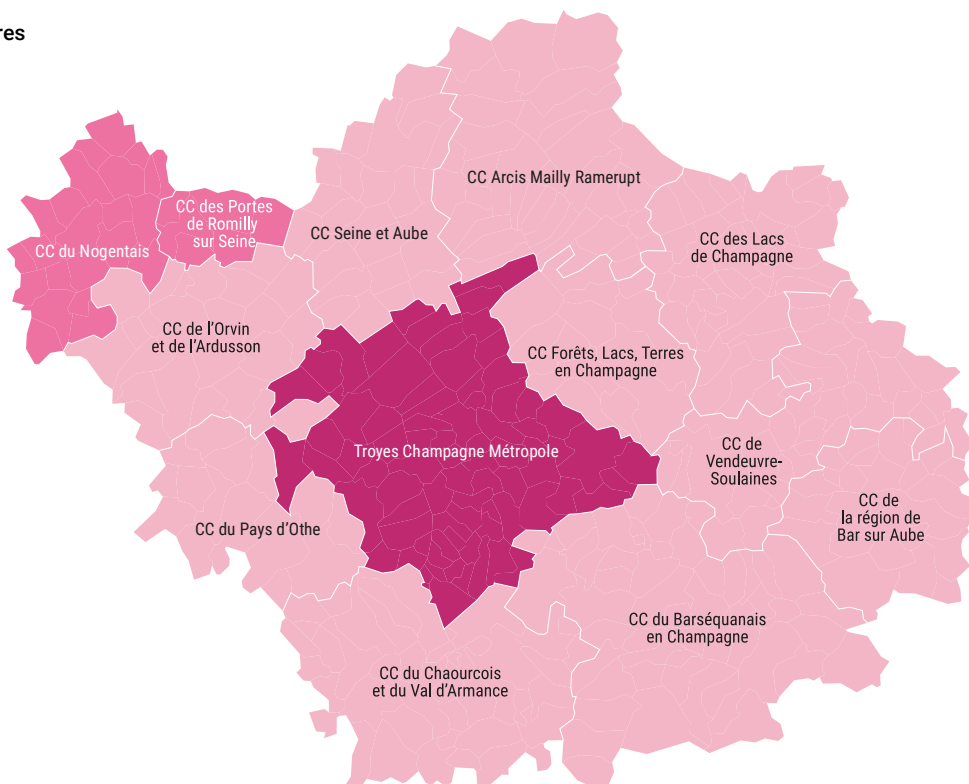 res
CC Arcis Mailly Ramerupt
CC des Portes
de Romilly
sur Seine
CC Seine et Aube
CC du Nogentais
CC des Lacs
de Champagne
CC de l'Orvin
et de l'Ardusson
CC Forêts, Lacs, Terres
en Champagne
Troyes Champagne Métropole
CC de
Vendeuvre-
Soulaines
CC de
la région de
Bar sur Aube
CC du Pays d'Othe
CC du Barséquanais
en Champagne
CC du Chaourcois
et du Val d'Armance